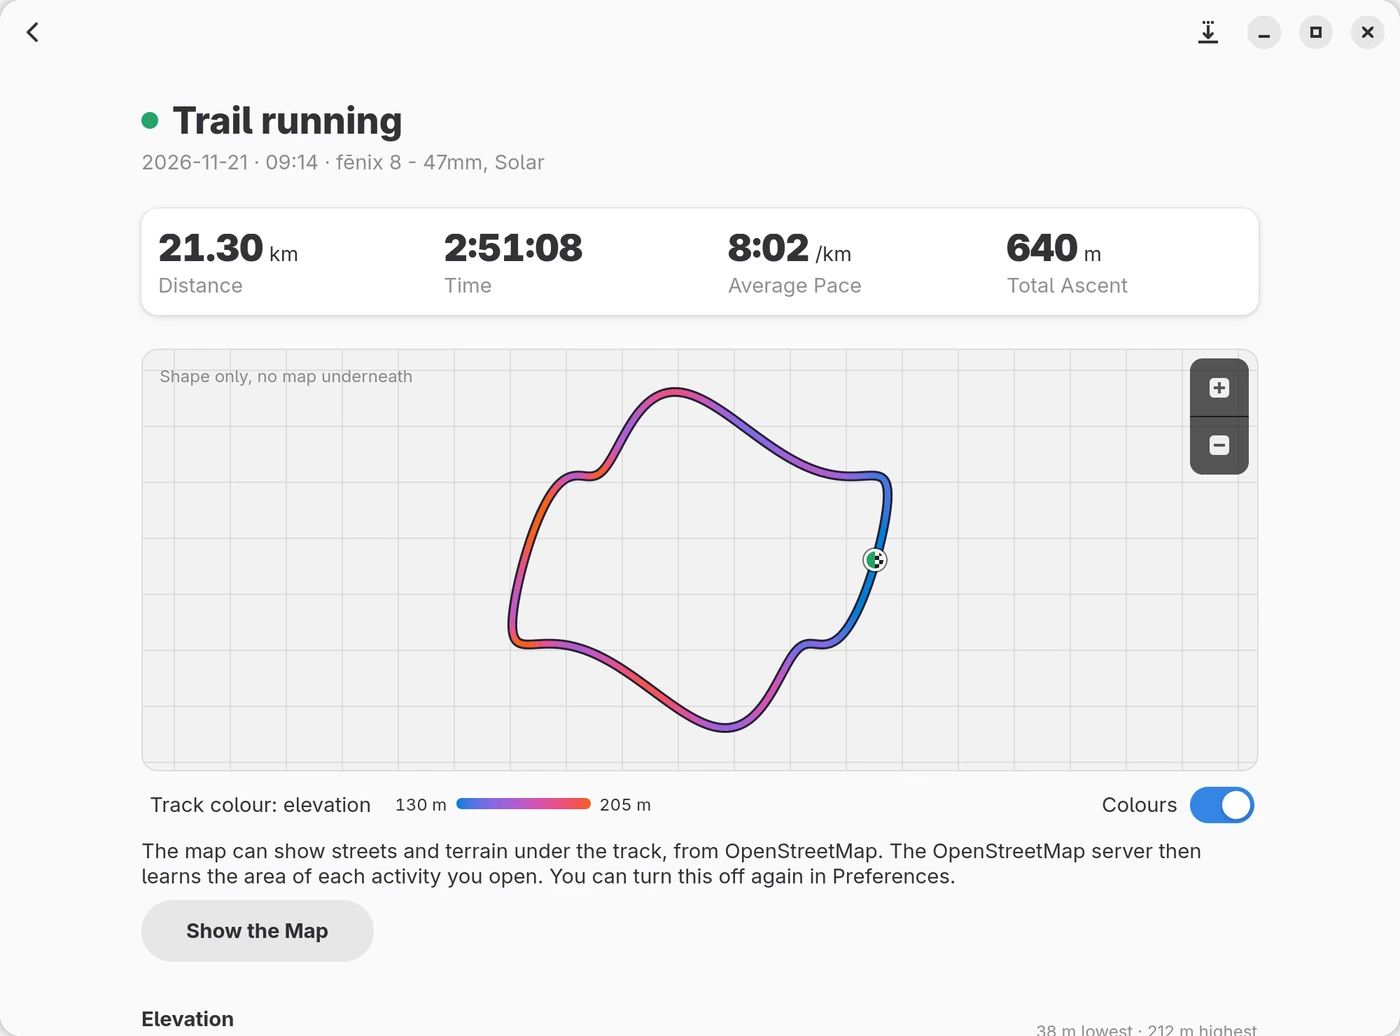 Trail running
2026-11-21 · 09:14 · fēnix 8 - 47mm, Solar
21.30 km
Distance
2:51:08
Time
8:02 /km
Average Pace
640 m
Total Ascent
Shape only, no map underneath
Track colour: elevation
130 m
205 m
Colours
The map can show streets and terrain under the track, from OpenStreetMap. The OpenStreetMap server then
learns the area of each activity you open. You can turn this off again in Preferences.
Show the Map
Elevation
38 m lowest · 212 m highest